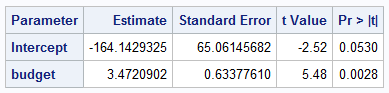 Parameter Estimate Standard Error t Value Pr > |t|
Intercept -164.1429325 65.06145682 -2.52 0.0530
budget 3.4720902 0.63377610 5.48 0.0028